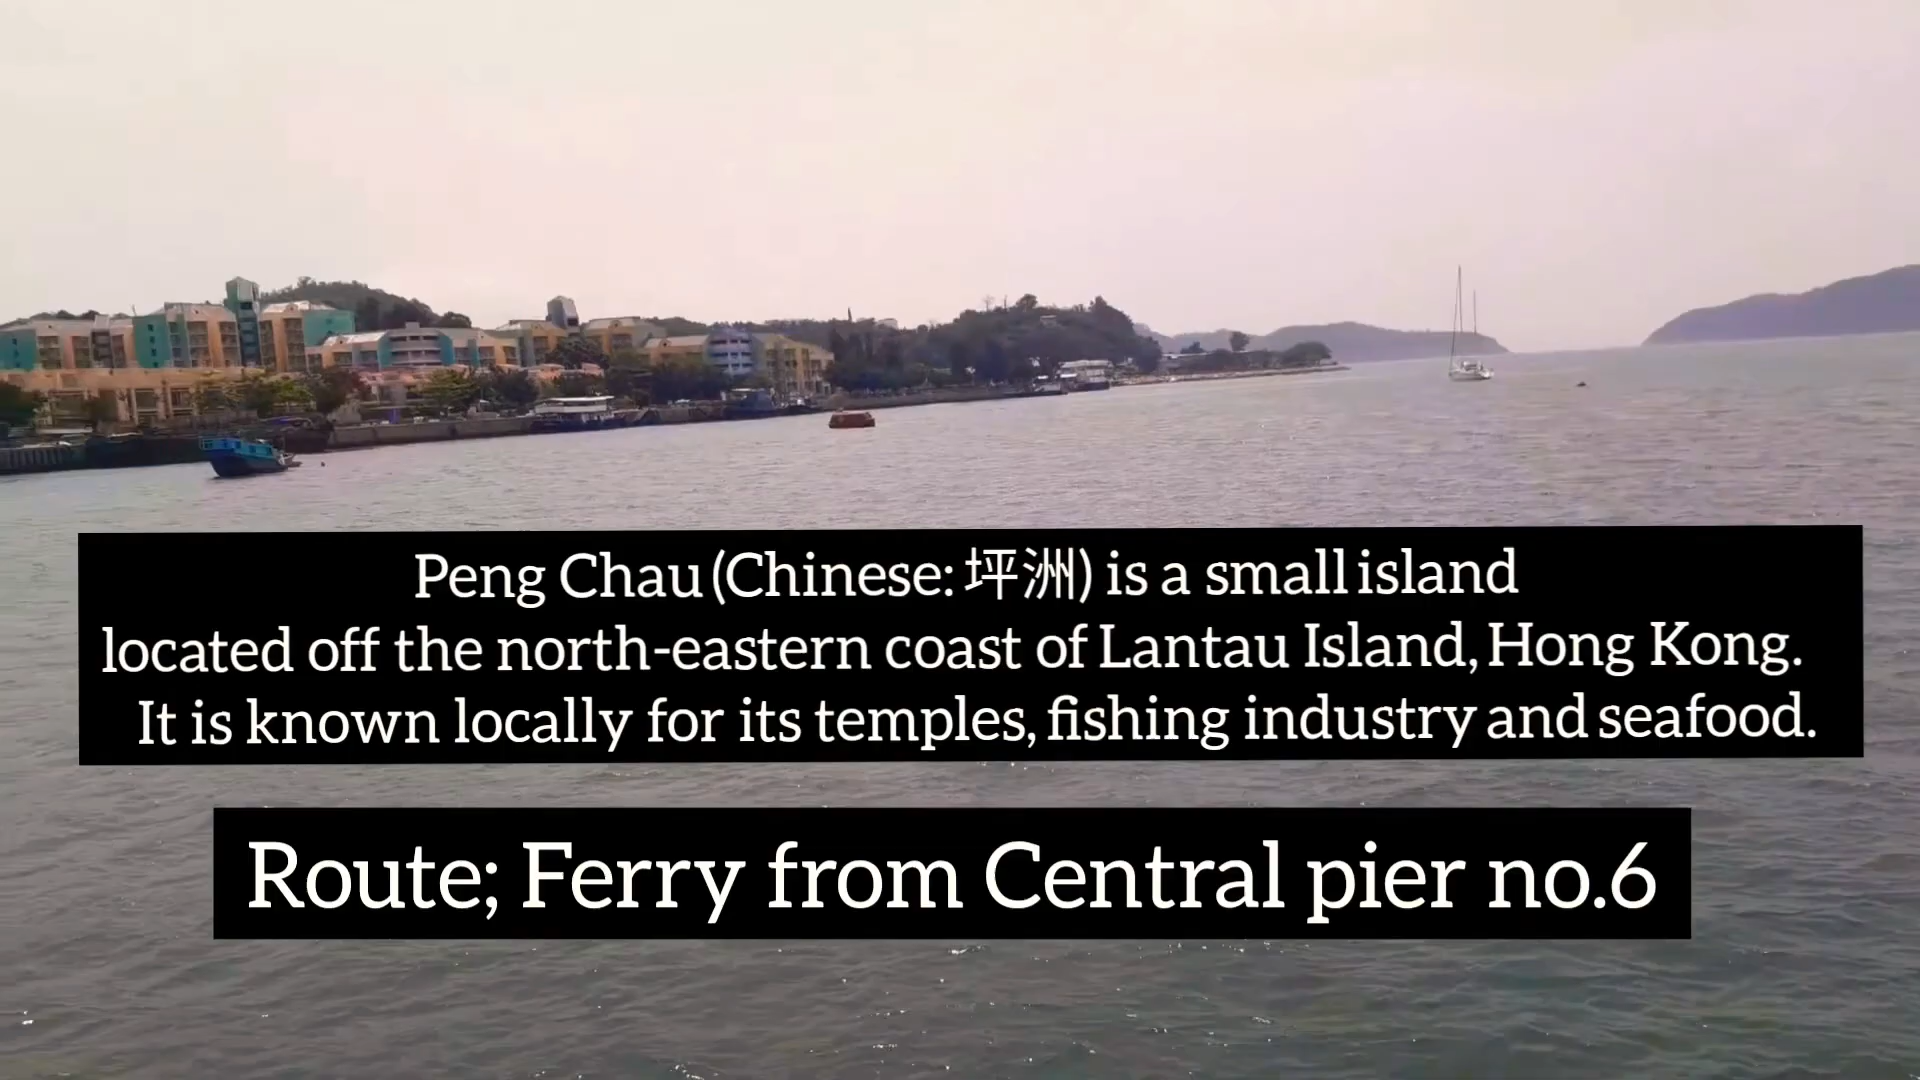 Peng Chau (Chinese: 坪洲) is a small island
located off the north-eastern coast of Lantau Island, Hong Kong.
It is known locally for its temples, fishing industry and seafood.
Route; Ferry from Central pier no.6